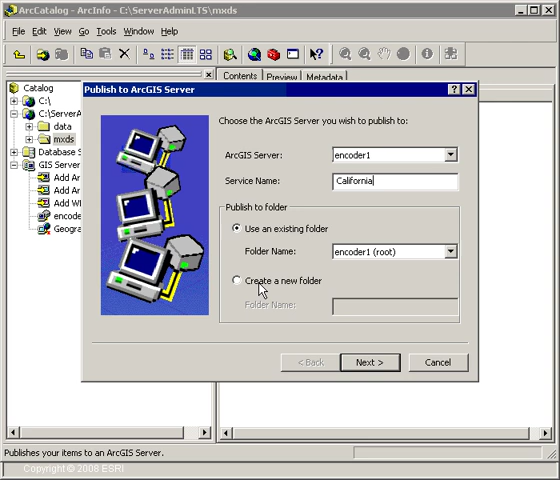 ArcCatalog - ArcInfo - C:\ServerAdminLTS\mxds
File Edit View Go Tools Window Help
Contents Preview Metadata
Catalog
C:\
C:\ServerA
data
mxds
Database S
GIS Server
Add Ar
Add Ar
Add WM
encode
Geogra
Publish to ArcGIS Server
Choose the ArcGIS Server you wish to publish to:
ArcGIS Server: encoder1
Service Name: California
Publish to folder
Use an existing folder
Folder Name: encoder1 (root)
Create a new folder
Folder Name:
< Back Next > Cancel
Publishes your items to an ArcGIS Server.
Copyright © 2008 ESRI